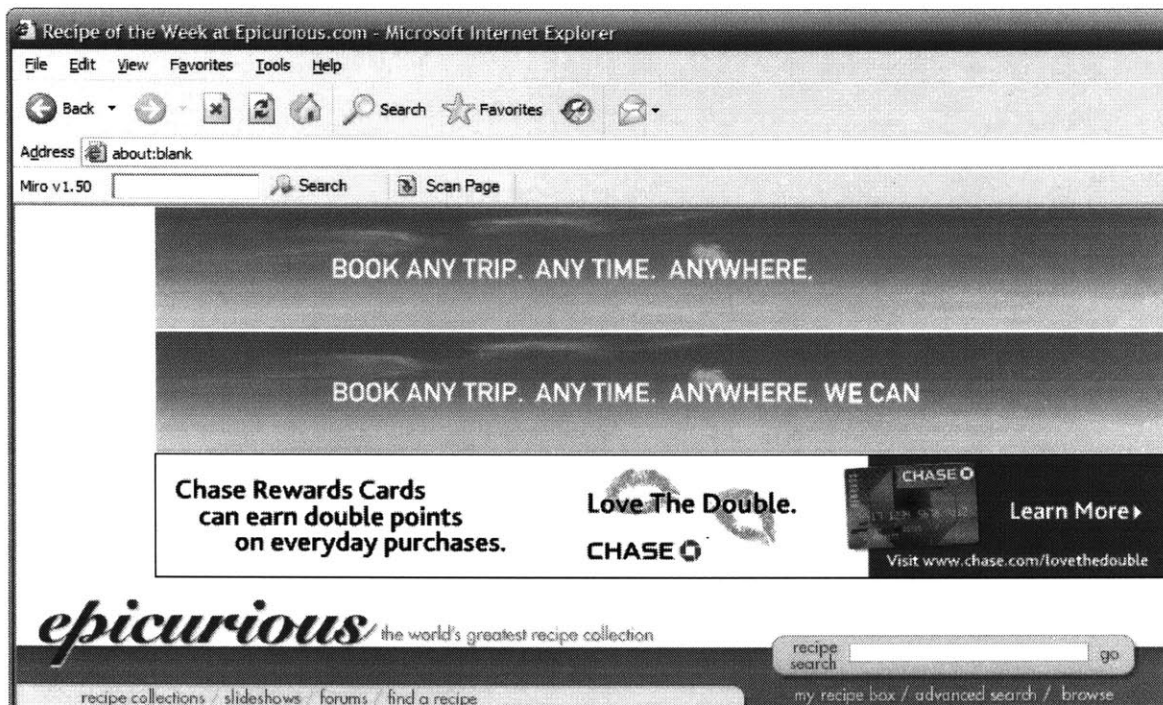 Recipe of the Week at Epicurious.com - Microsoft Internet Explorer
File Edit View Favorites Tools Help
Back Search Favorites
Address about:blank
Miro v1.50 Search Scan Page
BOOK ANY TRIP. ANY TIME. ANYWHERE.
BOOK ANY TRIP. ANY TIME. ANYWHERE. WE CAN
Chase Rewards Cards
can earn double points
on everyday purchases.
Love The Double.
CHASE
CHASE
Learn More
Visit www.chase.com/lovethedouble
epicurious the world's greatest recipe collection
recipe
search
go
recipe collections / slideshows / forums / find a recipe
my recipe box / advanced search / browse